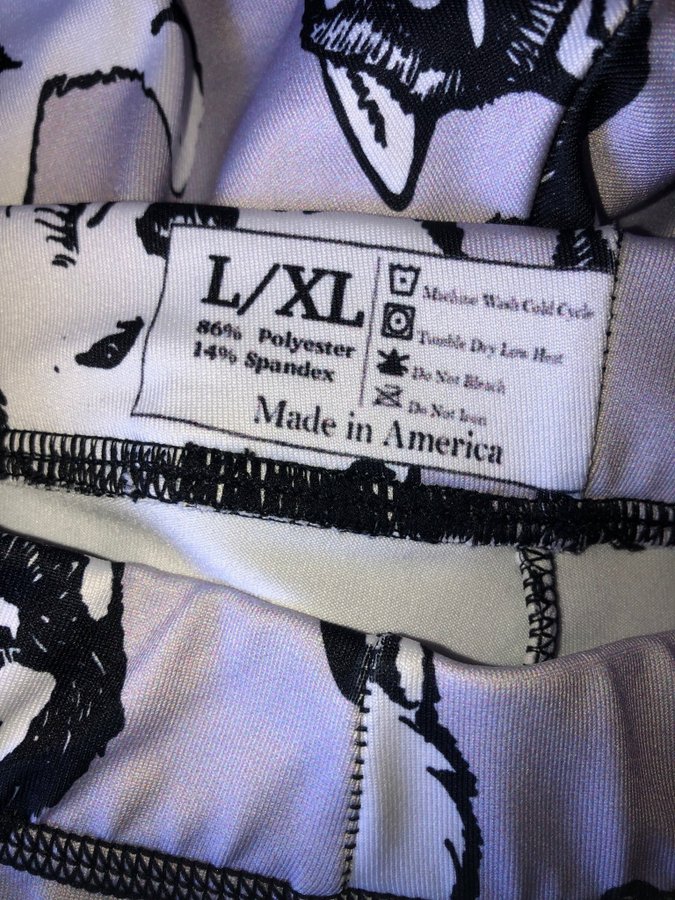 L/XL
86% Polyester
14% Spandex
Machine Wash Cold Cycle
Tumble Dry Low Heat
Do Not Bleach
Do Not Iron
Made in America